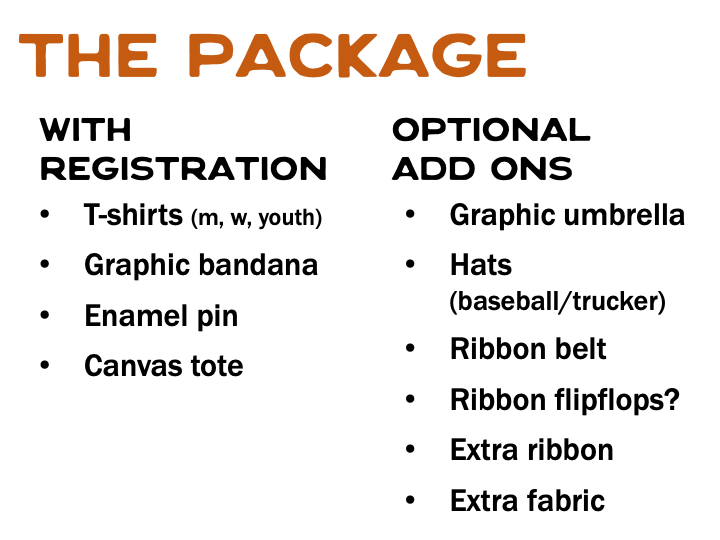 THE PACKAGE
WITH
REGISTRATION
• T-shirts (m, w, youth)
• Graphic bandana
• Enamel pin
• Canvas tote
OPTIONAL
ADD ONS
• Graphic umbrella
• Hats
(baseball/trucker)
• Ribbon belt
• Ribbon flipflops?
• Extra ribbon
• Extra fabric